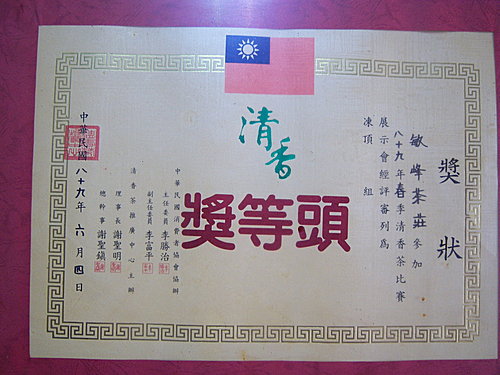 獎狀
敏峰茶莊參加
八十九年春季清香茶比賽
展示會經評審列為
凍頂組
清香
頭等獎
中華民國消費者協會協辦
主任委員 李勝治
副主任委員 李富平
清香茶推廣中心主辦
理事長 謝聖明
總幹事 謝聖鎮
中華民國八十九年六月四日